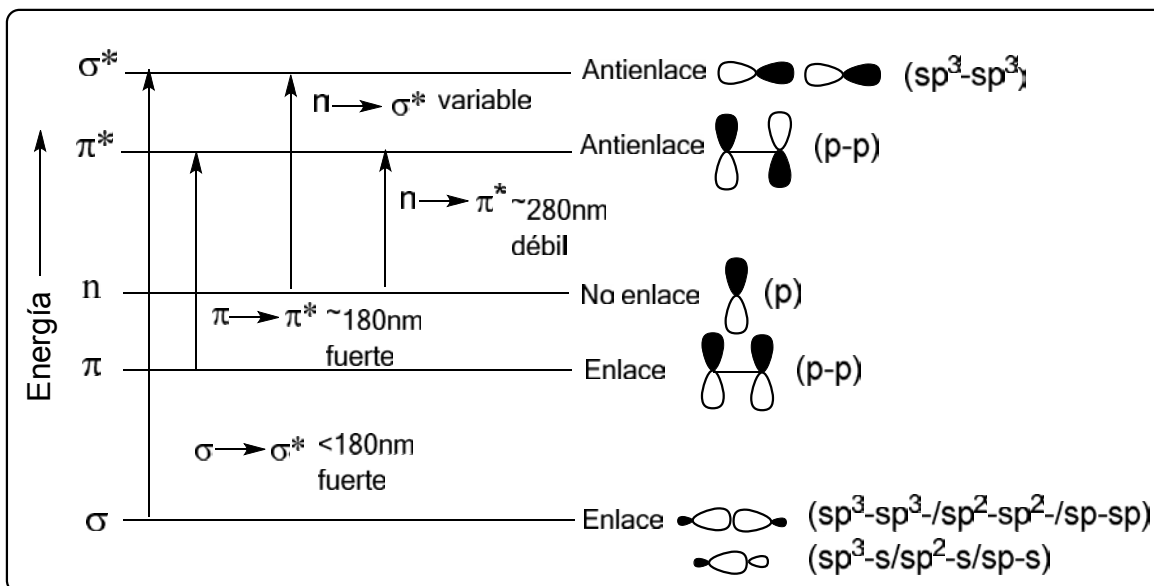 σ* Antienlace (sp³-sp³)
n → σ* variable
π* Antienlace (p-p)
n → π* ~280nm
débil
n No enlace (p)
π → π* ~180nm
fuerte
π Enlace (p-p)
σ → σ* <180nm
fuerte
σ Enlace (sp³-sp³-/sp²-sp²-/sp-sp)
(sp³-s/sp²-s/sp-s)
Energía